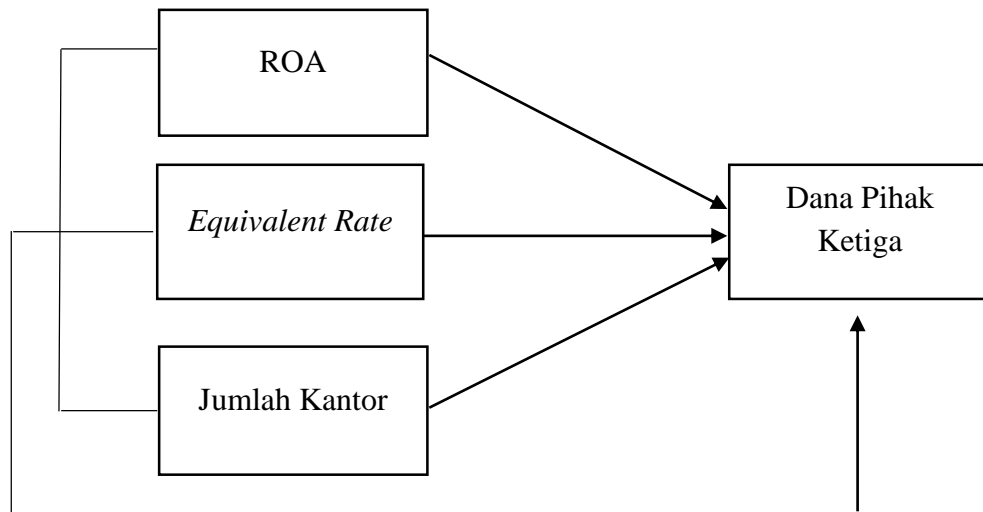 ROA
Equivalent Rate
Jumlah Kantor
Dana Pihak
Ketiga